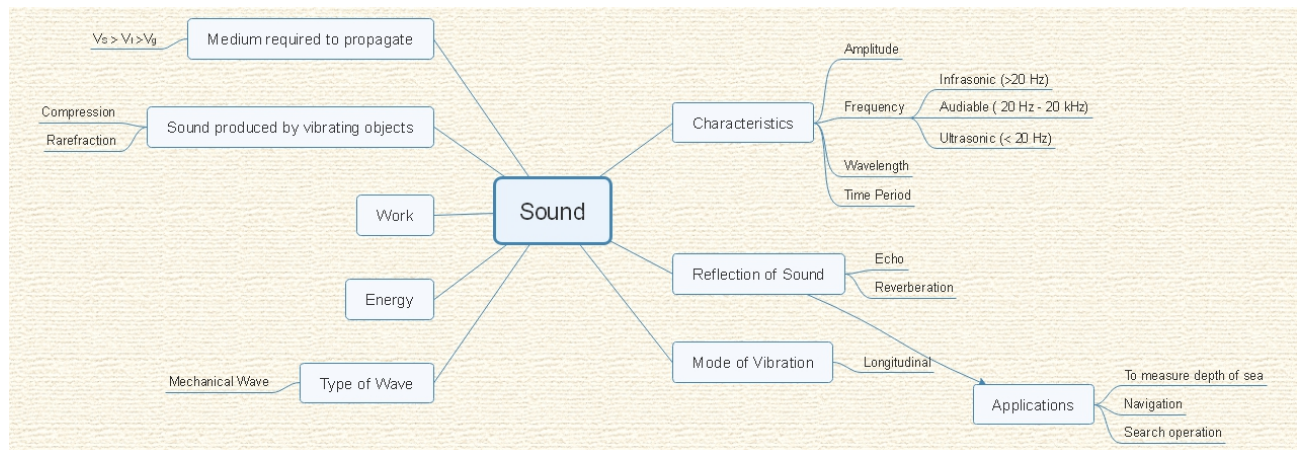 Vs > Vl >Vg
Medium required to propagate
Compression
Rarefraction
Sound produced by vibrating objects
Work
Energy
Mechanical Wave
Type of Wave
Sound
Characteristics
Amplitude
Frequency
Infrasonic (>20 Hz)
Audiable ( 20 Hz - 20 kHz)
Ultrasonic (< 20 Hz)
Wavelength
Time Period
Reflection of Sound
Echo
Reverberation
Mode of Vibration
Longitudinal
Applications
To measure depth of sea
Navigation
Search operation